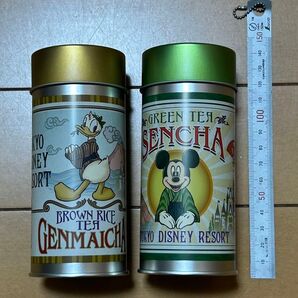 TOKYO
DISNEY
RESORT
BROWN RICE
TEA
GENMAICHA
GREEN TEA
SENCHA
TOKYO DISNEY RESORT
150
100
50